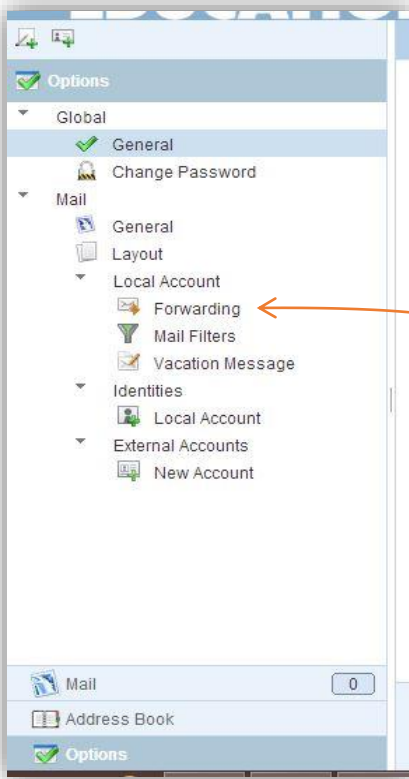 EDUCATION
Options
Global
General
Change Password
Mail
General
Layout
Local Account
Forwarding
Mail Filters
Vacation Message
Identities
Local Account
External Accounts
New Account
Mail 0
Address Book
Options